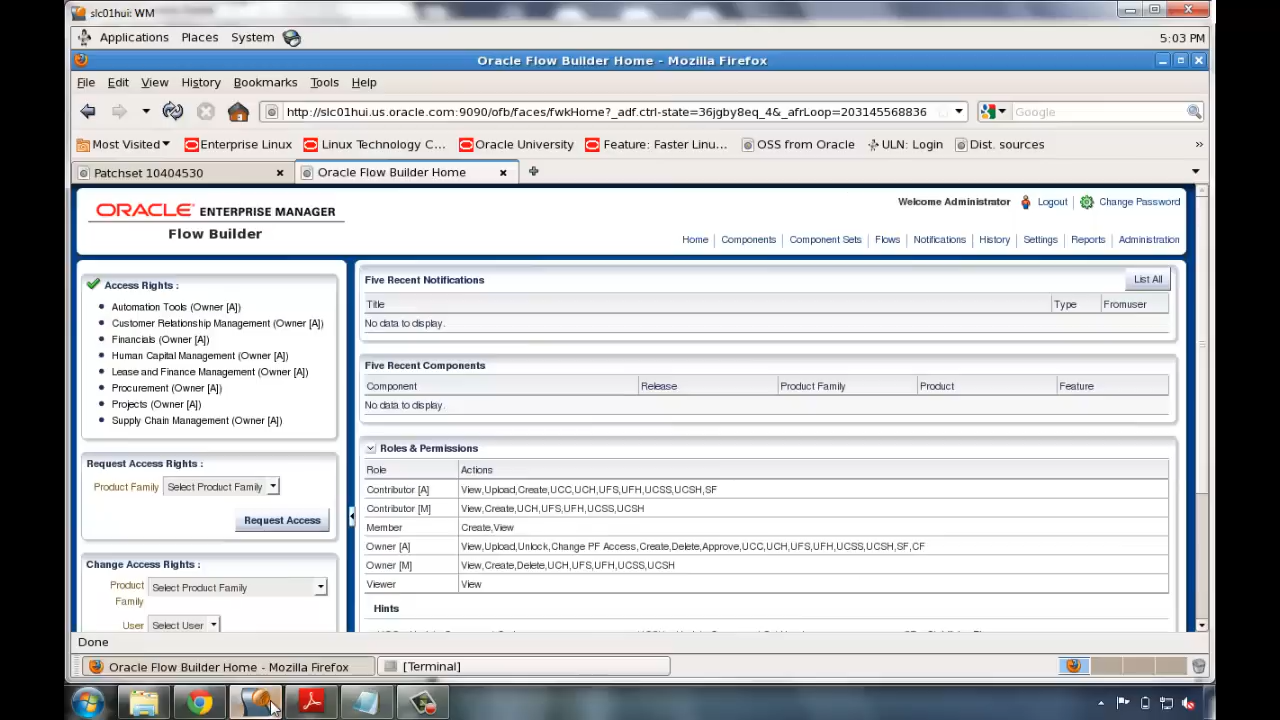 slc01hui: WM
Applications Places System 5:03 PM
Oracle Flow Builder Home - Mozilla Firefox
File Edit View History Bookmarks Tools Help
http://slc01hui.us.oracle.com:9090/ofb/faces/fwkHome?_adf.ctrl-state=36jgby8eq_4&_afrLoop=203145568836 Google
Most Visited Enterprise Linux Linux Technology C... Oracle University Feature: Faster Linu... OSS from Oracle ULN: Login Dist. sources »
Patchset 10404530 Oracle Flow Builder Home
ORACLE ENTERPRISE MANAGER
Flow Builder
Welcome Administrator Logout Change Password
Home Components Component Sets Flows Notifications History Settings Reports Administration
Access Rights :
Automation Tools (Owner [A])
Customer Relationship Management (Owner [A])
Financials (Owner [A])
Human Capital Management (Owner [A])
Lease and Finance Management (Owner [A])
Procurement (Owner [A])
Projects (Owner [A])
Supply Chain Management (Owner [A])
Request Access Rights :
Product Family Select Product Family
Request Access
Change Access Rights :
Product Family Select Product Family
User Select User
Five Recent Notifications List All
Title Type Fromuser
No data to display.
Five Recent Components
Component Release Product Family Product Feature
No data to display.
Roles & Permissions
Role Actions
Contributor [A] View,Upload,Create,UCC,UCH,UFS,UFH,UCSS,UCSH,SF
Contributor [M] View,Create,UCH,UFS,UFH,UCSS,UCSH
Member Create,View
Owner [A] View,Upload,Unlock,Change PF Access,Create,Delete,Approve,UCC,UCH,UFS,UFH,UCSS,UCSH,SF,CF
Owner [M] View,Create,Delete,UCH,UFS,UFH,UCSS,UCSH
Viewer View
Hints
Done
Oracle Flow Builder Home - Mozilla Firefox [Terminal]